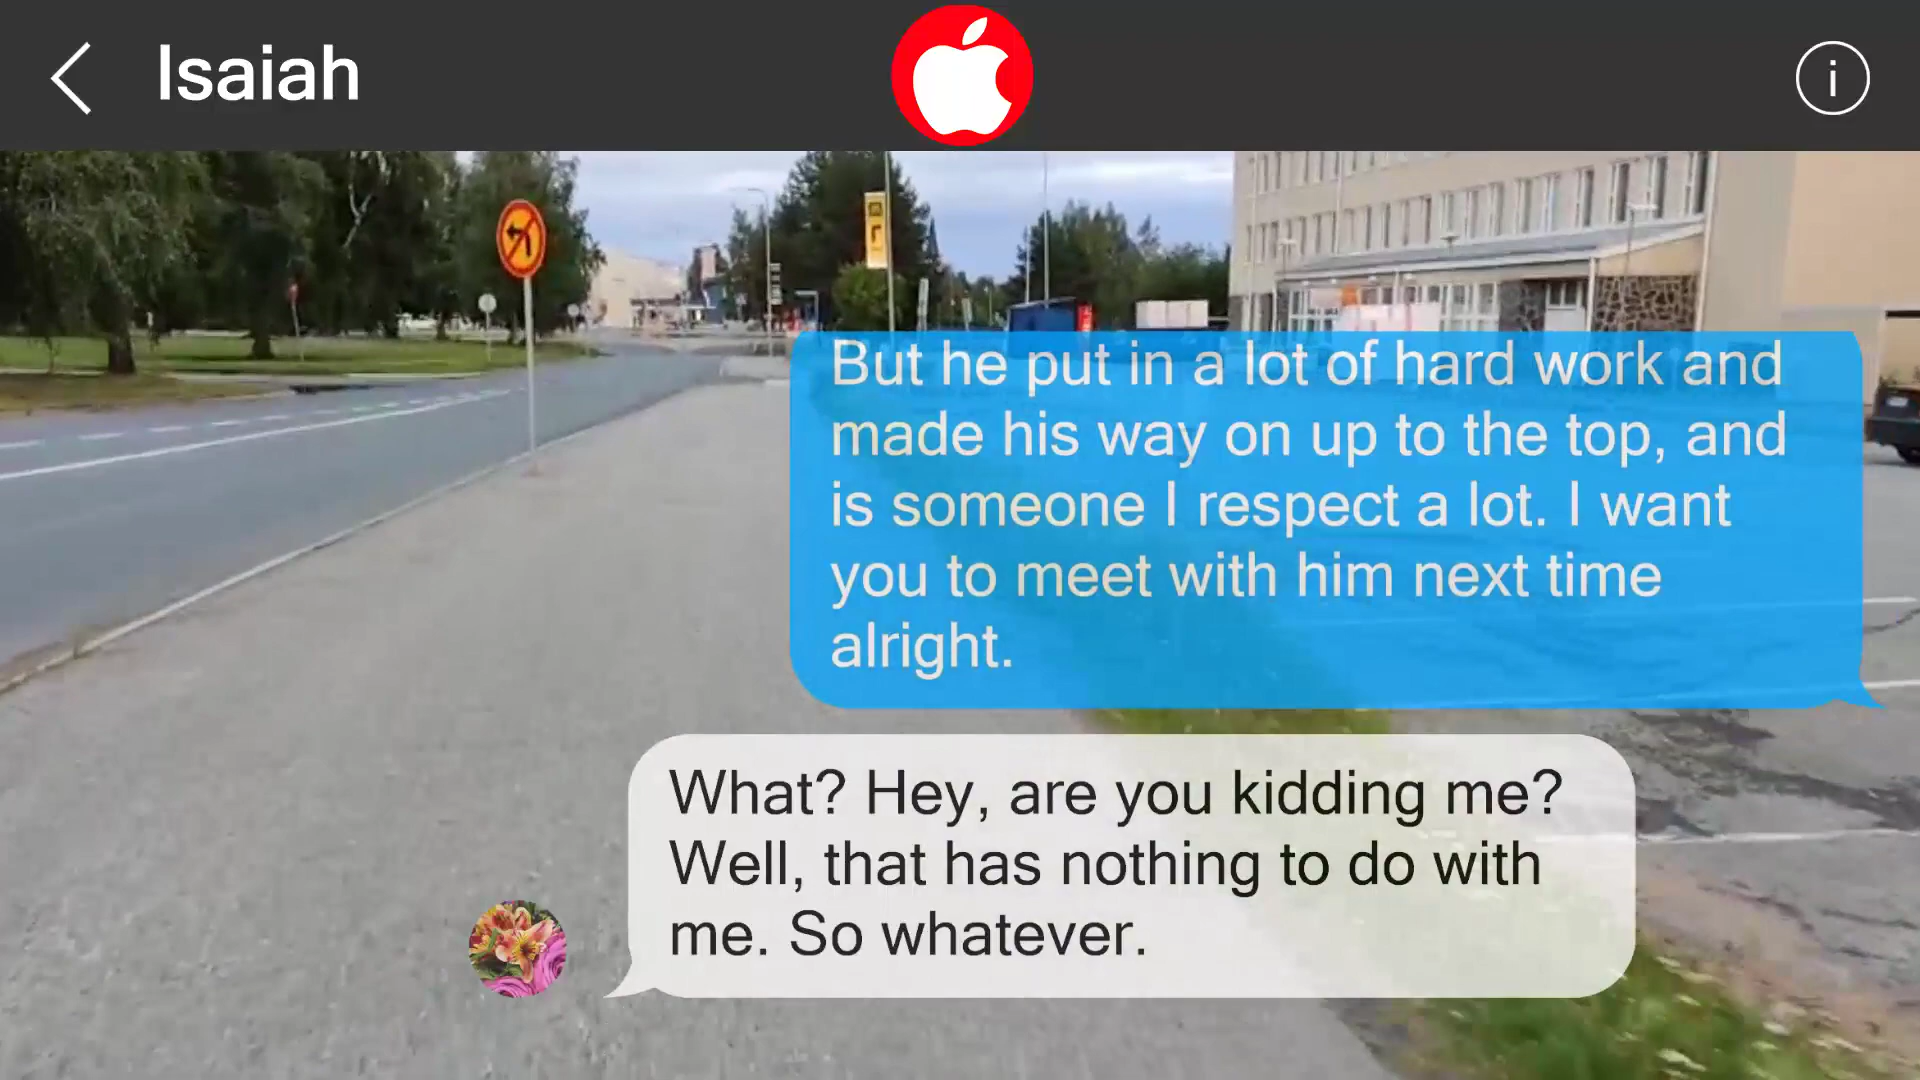 Isaiah
But he put in a lot of hard work and
made his way on up to the top, and
is someone I respect a lot. I want
you to meet with him next time
alright.
What? Hey, are you kidding me?
Well, that has nothing to do with
me. So whatever.